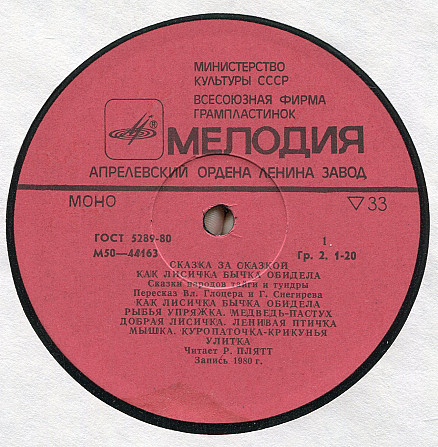 МИНИСТЕРСТВО
КУЛЬТУРЫ СССР
ВСЕСОЮЗНАЯ ФИРМА
ГРАМПЛАСТИНОК
МЕЛОДИЯ
АПРЕЛЕВСКИЙ ОРДЕНА ЛЕНИНА ЗАВОД
МОНО ▽33
ГОСТ 5289-80 1
М50—44163 Гр. 2. 1-20
СКАЗКА ЗА СКАЗКОЙ
КАК ЛИСИЧКА БЫЧКА ОБИДЕЛА
Сказки народов тайги и тундры
Пересказ Вл. Глоцера и Г. Снегирева
КАК ЛИСИЧКА БЫЧКА ОБИДЕЛА
РЫБЬЯ УПРЯЖКА. МЕДВЕДЬ-ПАСТУХ
ДОБРАЯ ЛИСИЧКА. ЛЕНИВАЯ ПТИЧКА
МЫШКА. КУРОПАТОЧКА-КРИКУНЬЯ
УЛИТКА
Читает Р. ПЛЯТТ
Запись 1980 г.